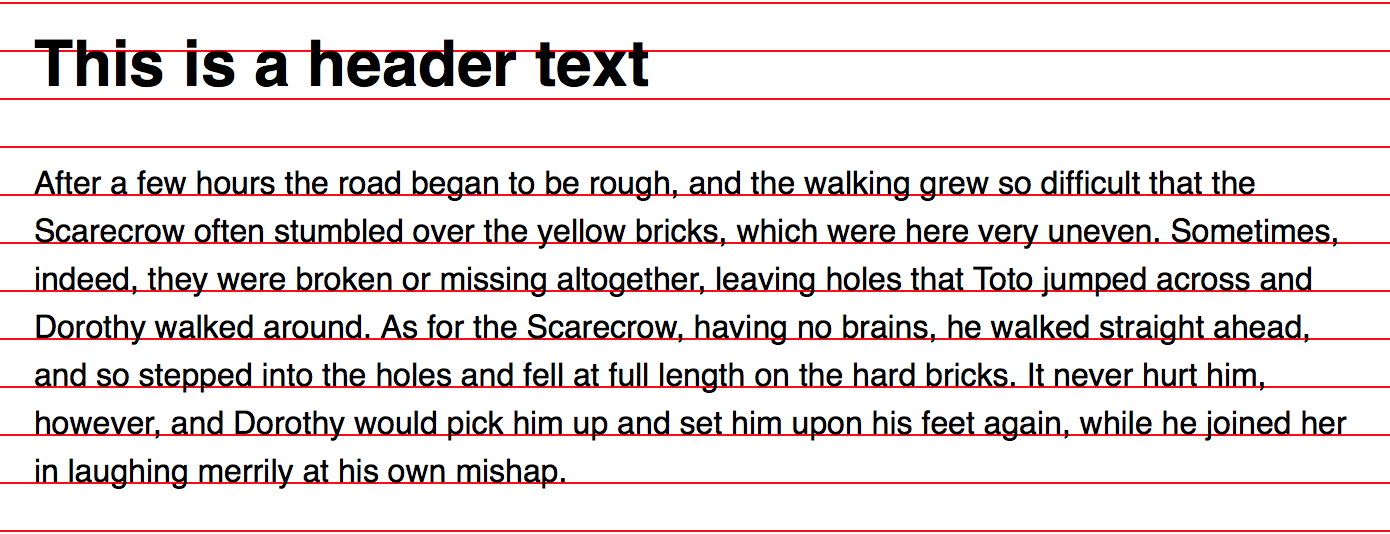 This is a header text
After a few hours the road began to be rough, and the walking grew so difficult that the
Scarecrow often stumbled over the yellow bricks, which were here very uneven. Sometimes,
indeed, they were broken or missing altogether, leaving holes that Toto jumped across and
Dorothy walked around. As for the Scarecrow, having no brains, he walked straight ahead,
and so stepped into the holes and fell at full length on the hard bricks. It never hurt him,
however, and Dorothy would pick him up and set him upon his feet again, while he joined her
in laughing merrily at his own mishap.